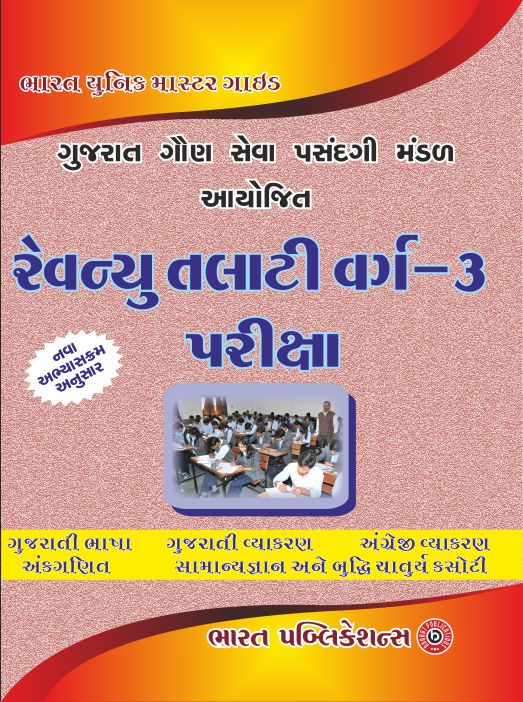 ભારત યુનિક માસ્ટર ગાઇડ
ગુજરાત ગૌણ સેવા પસંદગી મંડળ
આયોજિત
રેવન્યુ તલાટી વર્ગ-૩
પરીક્ષા
નવા
અભ્યાસક્રમ
અનુસાર
ગુજરાતી ભાષા ગુજરાતી વ્યાકરણ અંગ્રેજી વ્યાકરણ
અંકગણિત સામાન્યજ્ઞાન અને બુદ્ધિ ચાતુર્ય કસોટી
ભારત પબ્લિકેશન્સ